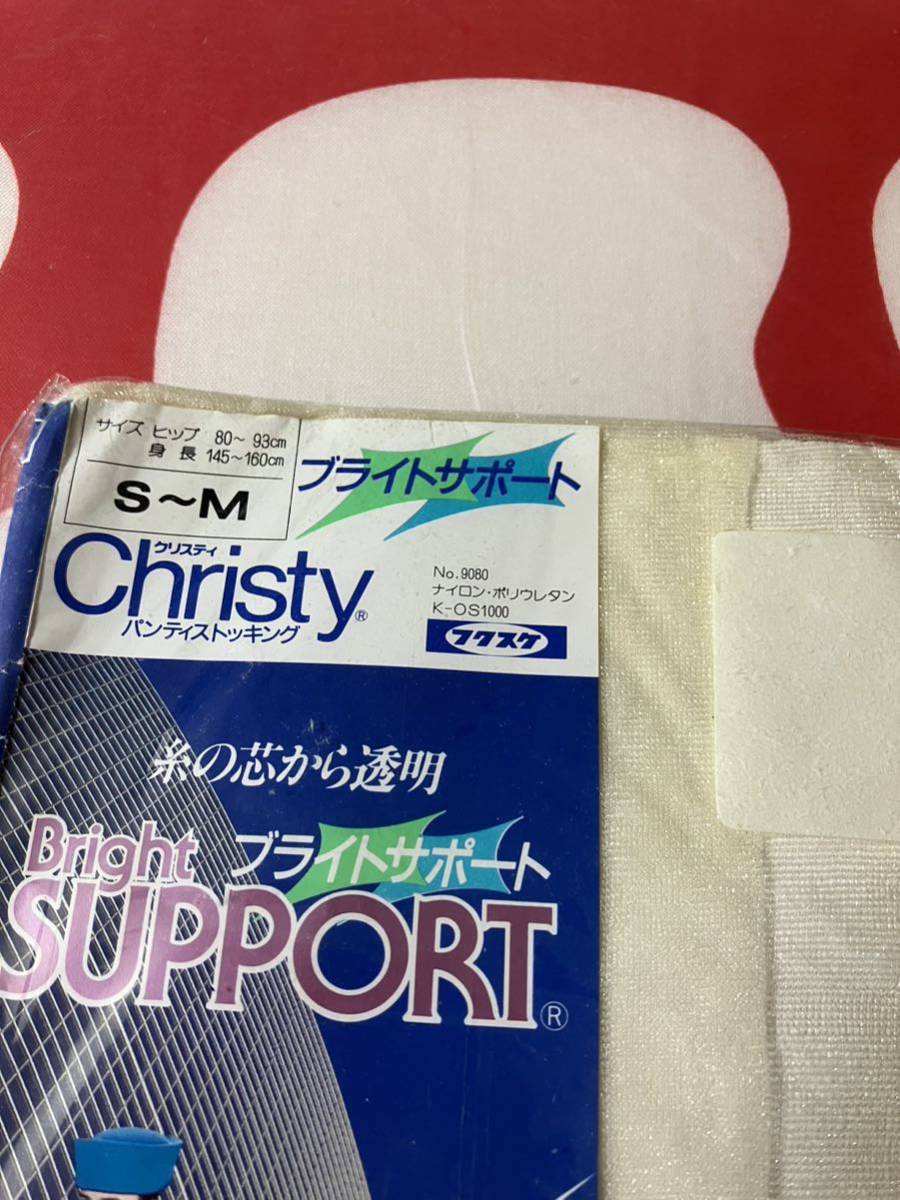 サイズ ヒップ 80～93cm
身長 145～160cm
S～M
ブライトサポート
クリスティ
Christy®
パンティストッキング
No.9080
ナイロン・ポリウレタン
K-OS1000
フクスケ
糸の芯から透明
Bright
ブライトサポート
SUPPORT®